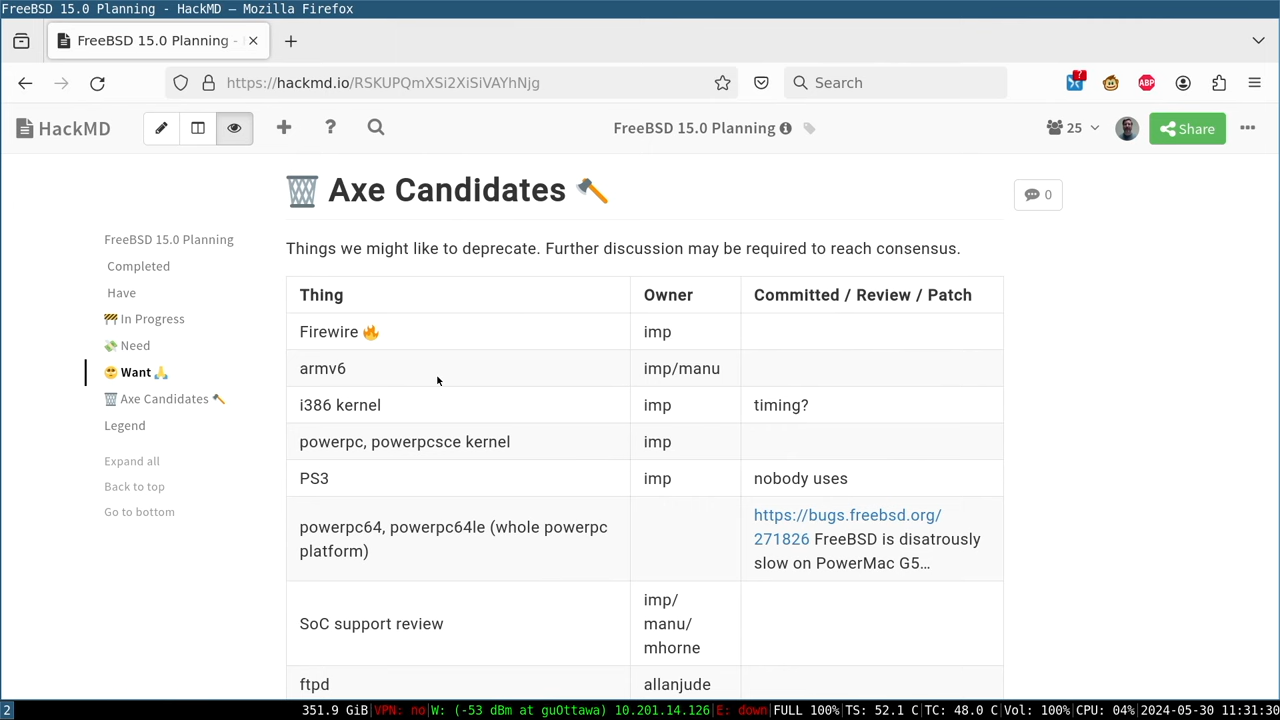 FreeBSD 15.0 Planning - HackMD — Mozilla Firefox
FreeBSD 15.0 Planning -
https://hackmd.io/RSKUPOmXSi2XiSiVAYhNjg
Search
7
ABP
HackMD
FreeBSD 15.0 Planning
25
Share
🗑️ Axe Candidates 🪓
0
Things we might like to deprecate. Further discussion may be required to reach consensus.
FreeBSD 15.0 Planning
Completed
Have
🚧 In Progress
💸 Need
🥺 Want 🙏
🗑️ Axe Candidates 🪓
Legend
Expand all
Back to top
Go to bottom
Thing Owner Committed / Review / Patch
Firewire 🔥 imp
armv6 imp/manu
i386 kernel imp timing?
powerpc, powerpcsce kernel imp
PS3 imp nobody uses
powerpc64, powerpc64le (whole powerpc
platform)
https://bugs.freebsd.org/
271826 FreeBSD is disatrously
slow on PowerMac G5…
SoC support review
imp/
manu/
mhorne
ftpd allanjude
2
351.9 GiB|VPN: no|W: (-53 dBm at guOttawa) 10.201.14.126|E: down|FULL 100%|TS: 52.1 C|TC: 48.0 C|Vol: 100%|CPU: 04%|2024-05-30 11:31:30